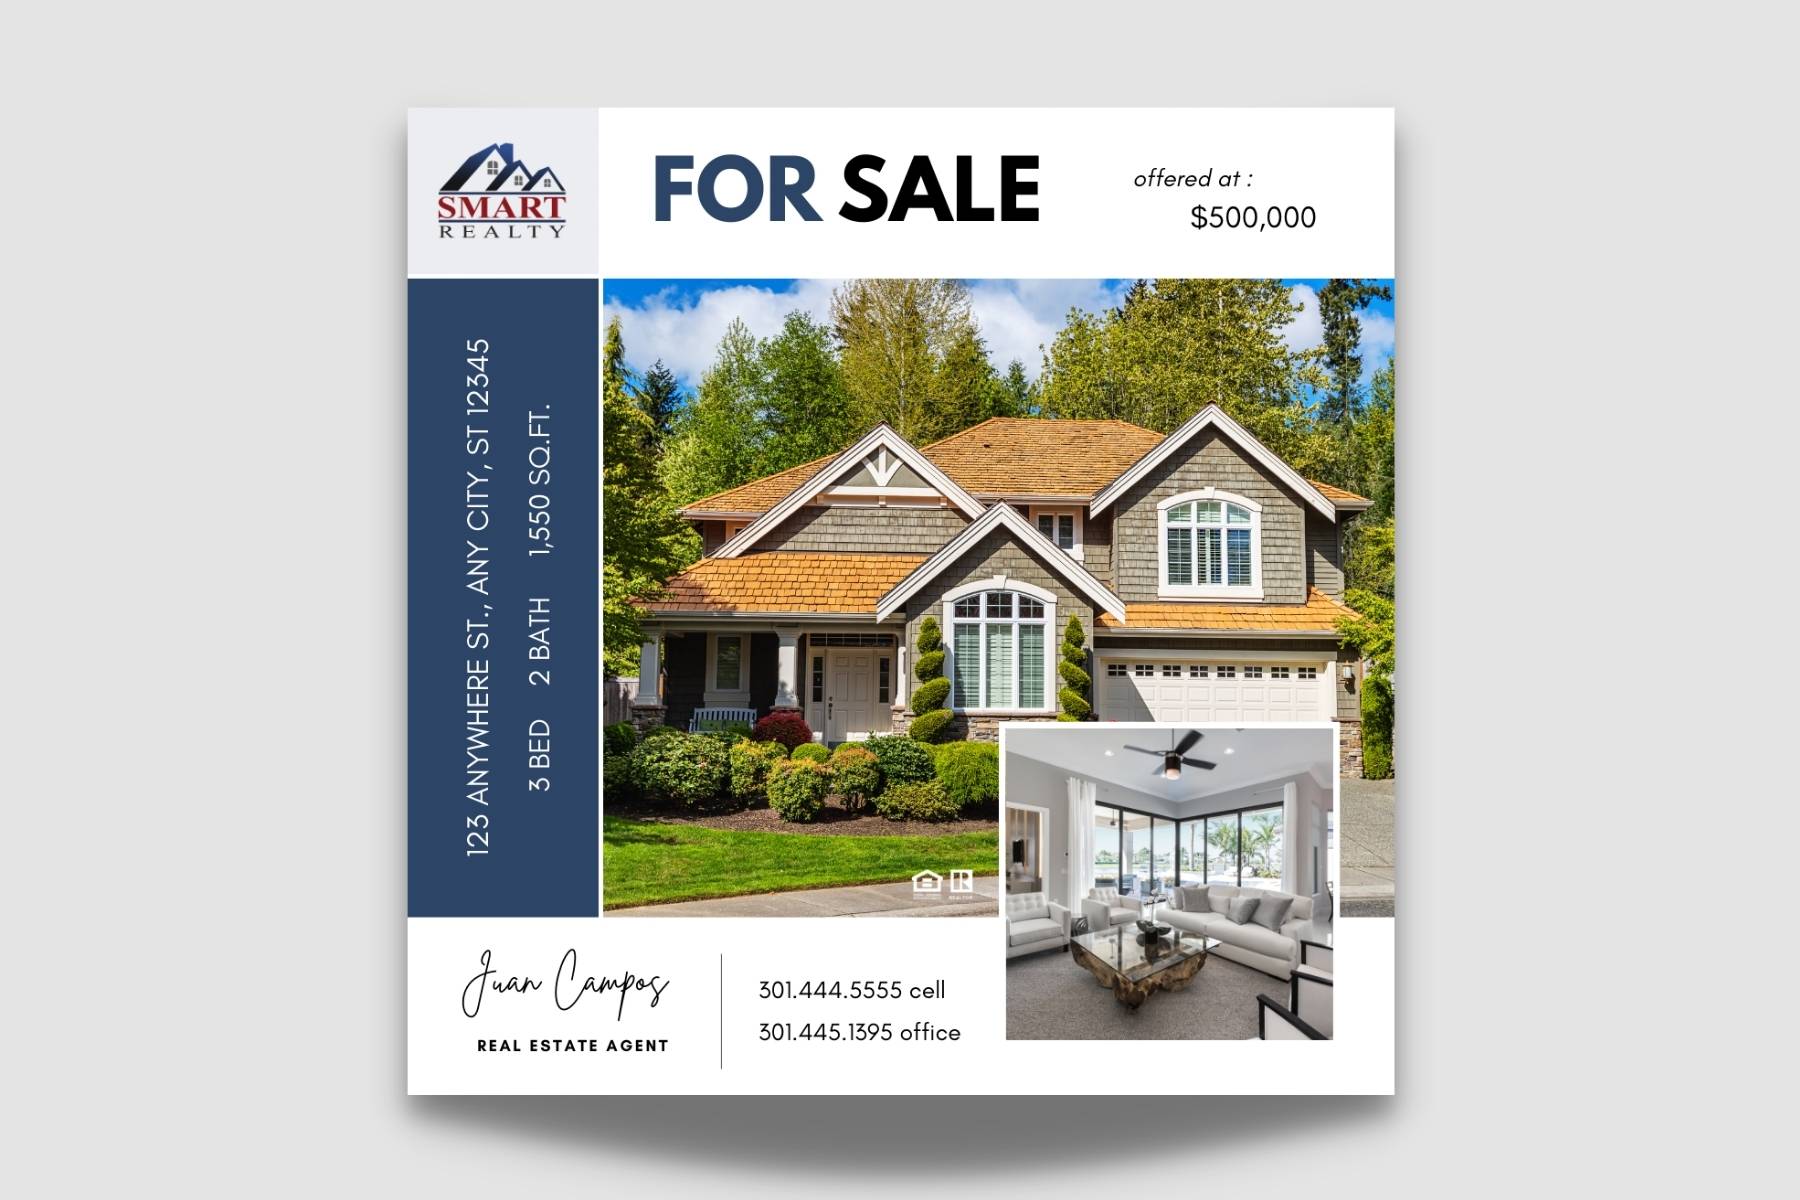 SMART
REALTY
FOR SALE
offered at :
$500,000
123 ANYWHERE ST., ANY CITY, ST 12345
3 BED 2 BATH 1,550 SQ.FT.
R
Juan Campos
REAL ESTATE AGENT
301.444.5555 cell
301.445.1395 office